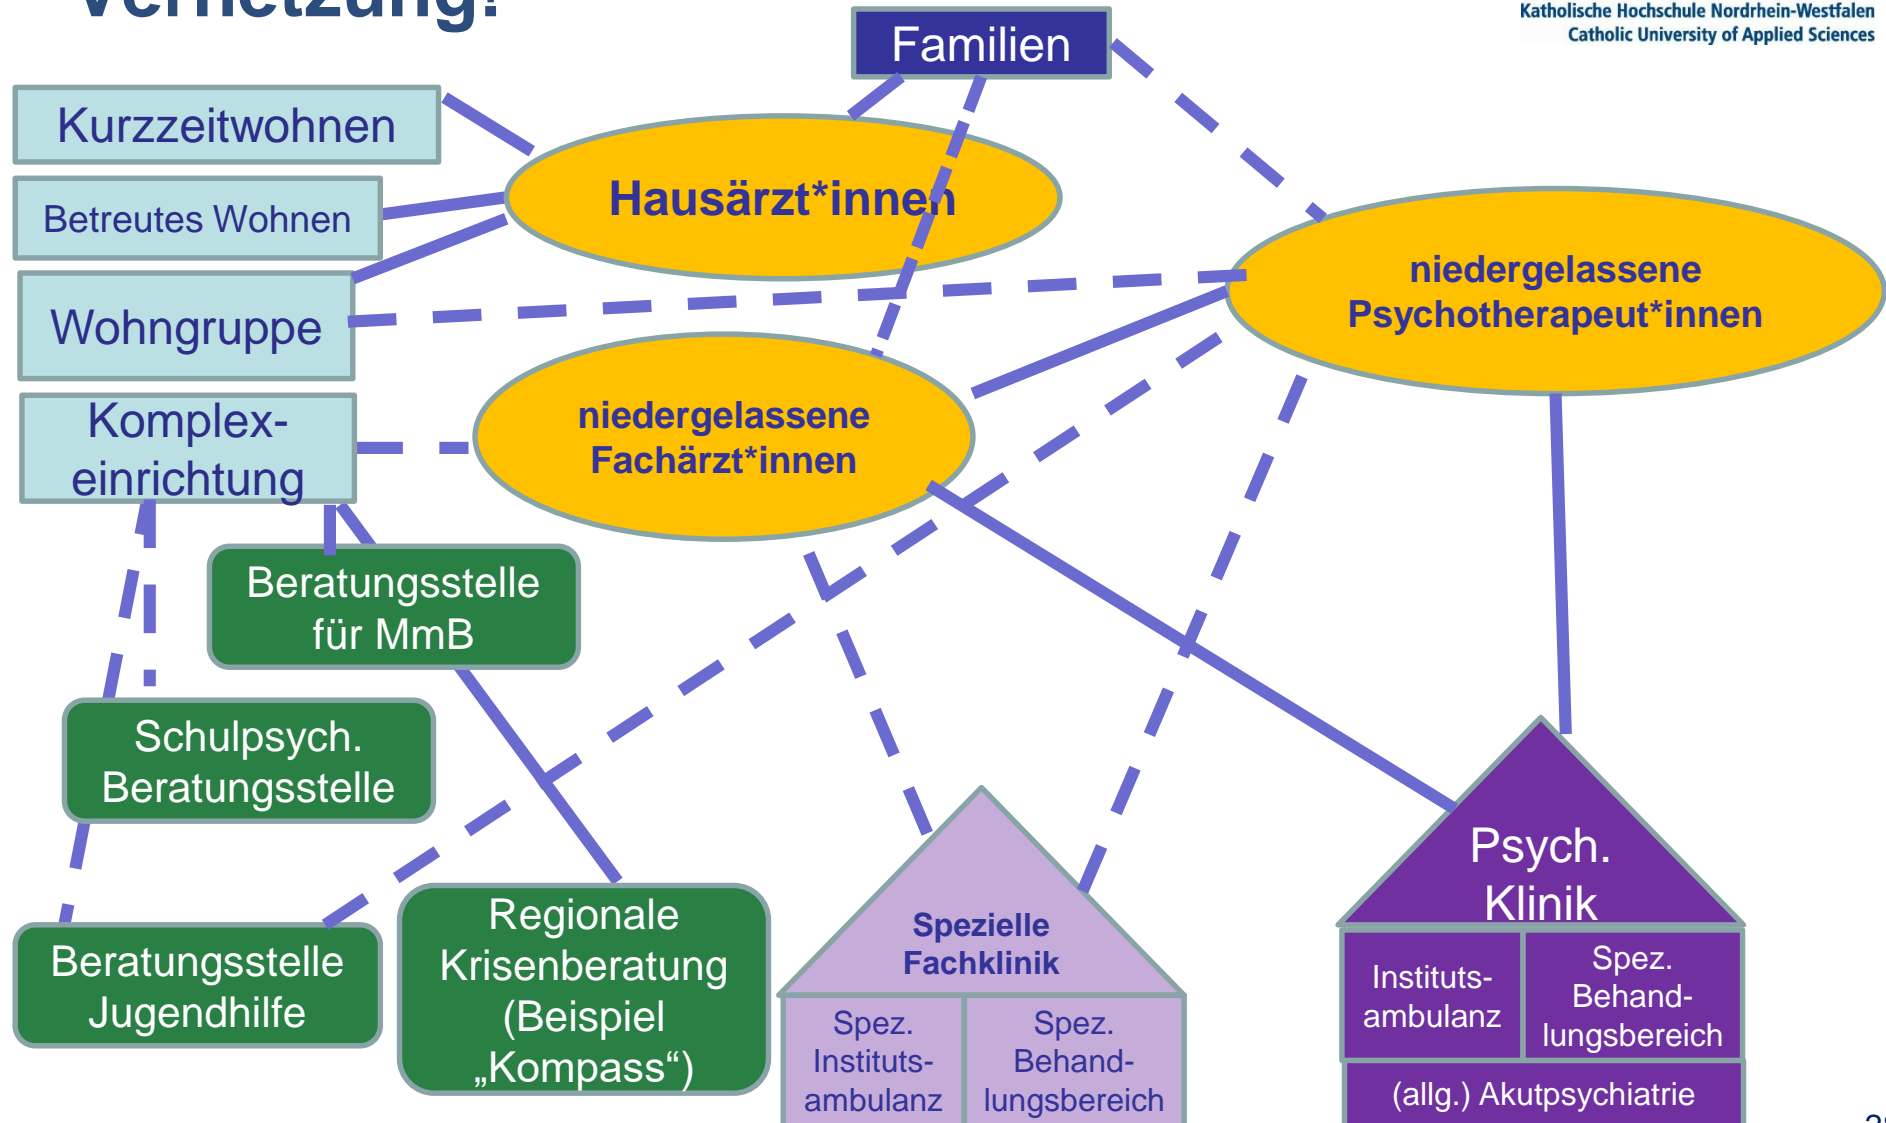 Vernetzung!
Katholische Hochschule Nordrhein-Westfalen
Catholic University of Applied Sciences
Familien
Kurzzeitwohnen
Betreutes Wohnen
Wohngruppe
Komplex-
einrichtung
Hausärzt*innen
niedergelassene
Psychotherapeut*innen
niedergelassene
Fachärzt*innen
Beratungsstelle
für MmB
Schulpsych.
Beratungsstelle
Beratungsstelle
Jugendhilfe
Regionale
Krisenberatung
(Beispiel
„Kompass“)
Spezielle
Fachklinik
Spez.
Instituts-
ambulanz
Spez.
Behand-
lungsbereich
Psych.
Klinik
Instituts-
ambulanz
Spez.
Behand-
lungsbereich
(allg.) Akutpsychiatrie